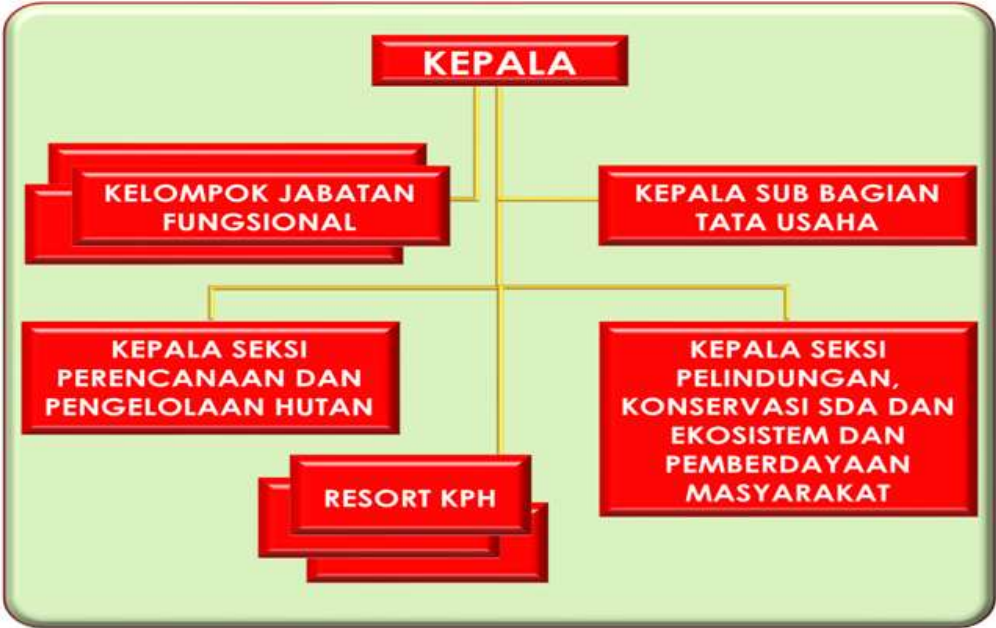 KEPALA
KELOMPOK JABATAN
FUNGSIONAL
KEPALA SUB BAGIAN
TATA USAHA
KEPALA SEKSI
PERENCANAAN DAN
PENGELOLAAN HUTAN
KEPALA SEKSI
PELINDUNGAN,
KONSERVASI SDA DAN
EKOSISTEM DAN
PEMBERDAYAAN
MASYARAKAT
RESORT KPH